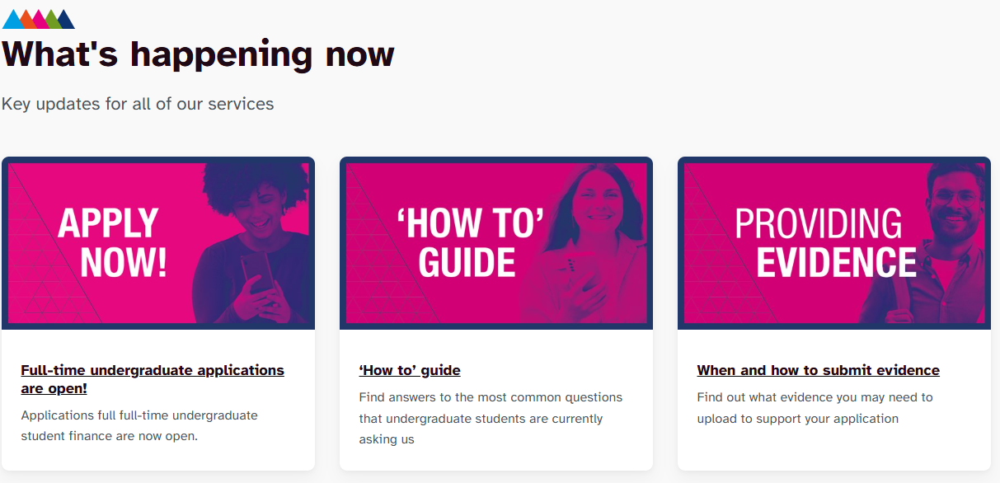 What's happening now
Key updates for all of our services
APPLY
NOW!
‘HOW TO’
GUIDE
PROVIDING
EVIDENCE
Full-time undergraduate applications
are open!
Applications full full-time undergraduate
student finance are now open.
‘How to’ guide
Find answers to the most common questions
that undergraduate students are currently
asking us
When and how to submit evidence
Find out what evidence you may need to
upload to support your application